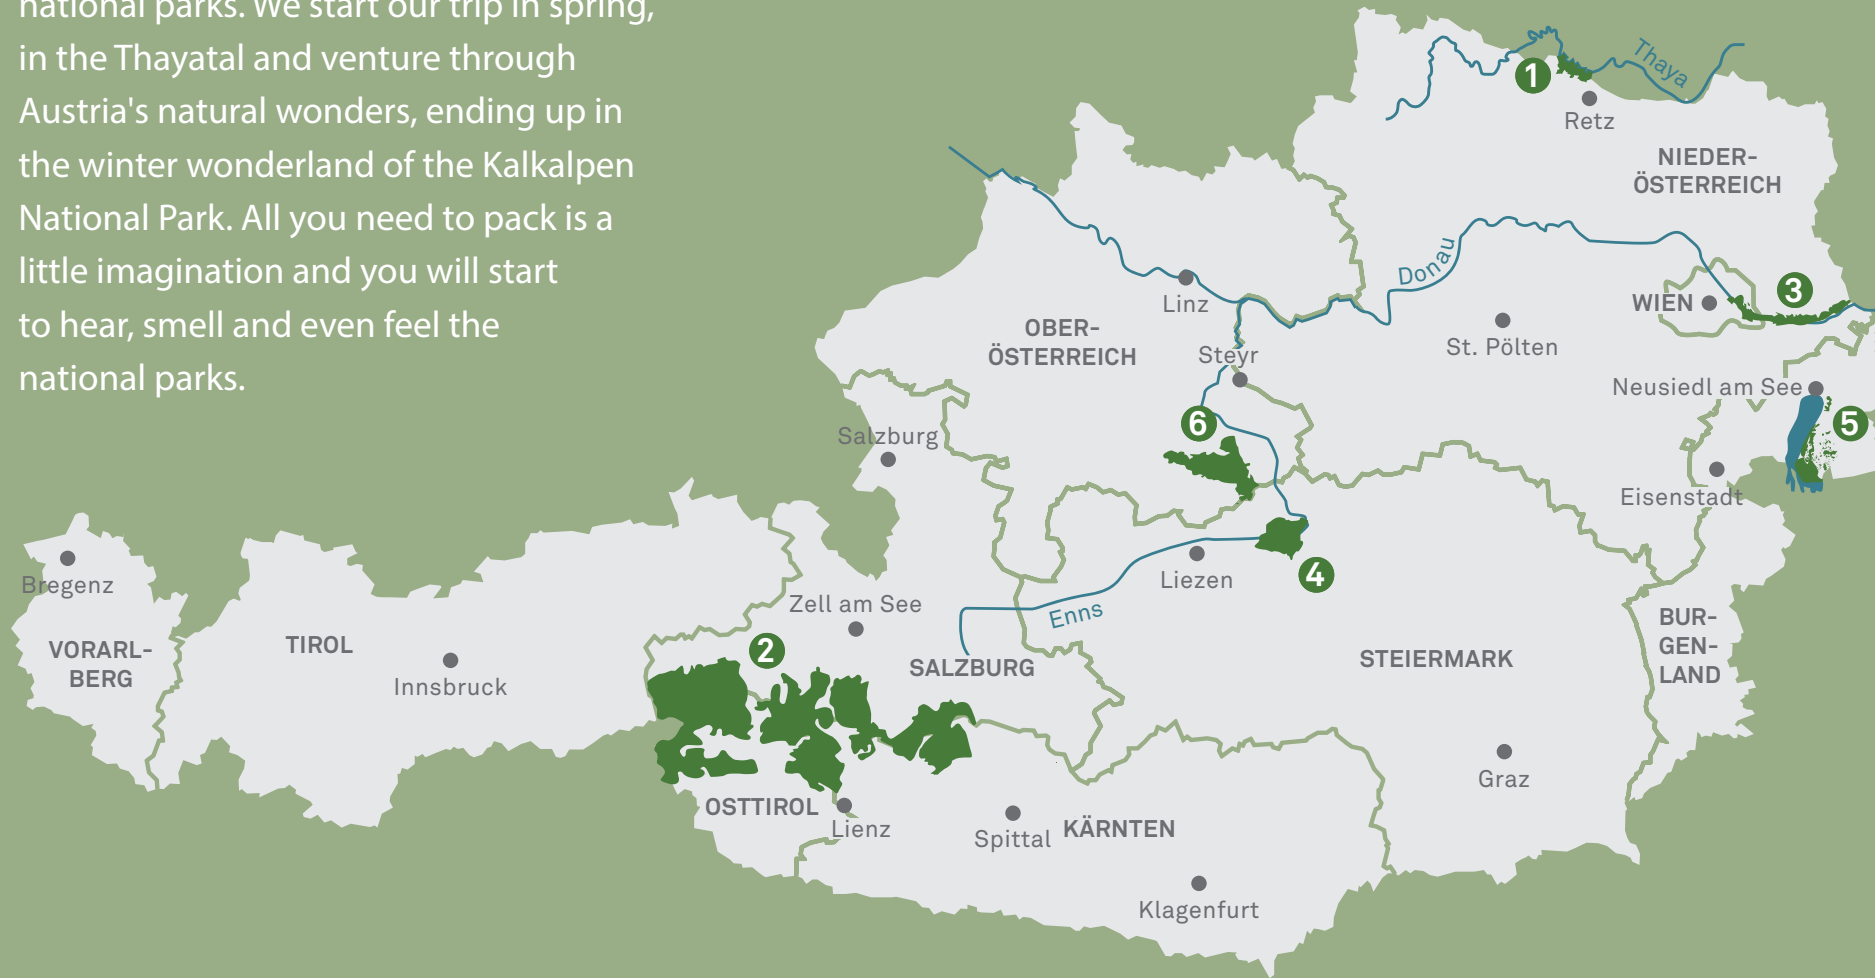 national parks. We start our trip in spring,
in the Thayatal and venture through
Austria's natural wonders, ending up in
the winter wonderland of the Kalkalpen
National Park. All you need to pack is a
little imagination and you will start
to hear, smell and even feel the
national parks.
Thaya
1
Retz
NIEDER-
ÖSTERREICH
Donau
Linz
WIEN
3
OBER-
ÖSTERREICH
Steyr
St. Pölten
Neusiedl am See
5
6
Salzburg
Eisenstadt
Bregenz
Liezen
4
Zell am See
Enns
VORARL-
BERG
TIROL
2
Innsbruck
SALZBURG
STEIERMARK
BUR-
GEN-
LAND
Graz
OSTTIROL
Lienz
Spittal
KÄRNTEN
Klagenfurt